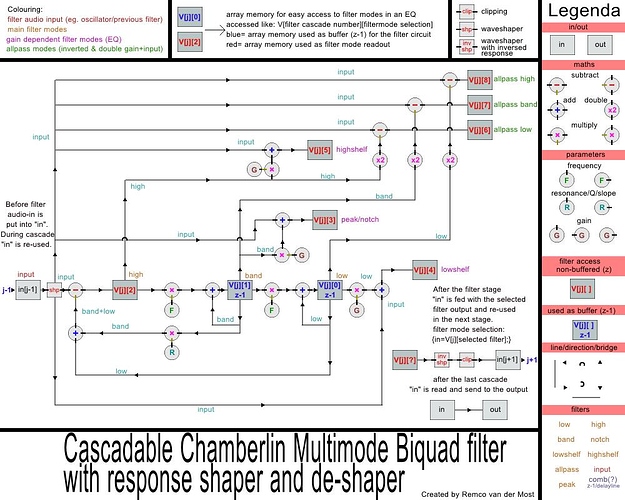 Colouring:
filter audio input (eg. oscillator/previous filter)
main filter modes
gain dependent filter modes (EQ)
allpass modes (inverted & double gain+input)
V[j][0]
V[j][2]
array memory for easy access to filter modes in an EQ
accessed like: V[filter cascade number][filtermode selection]
blue= array memory used as buffer (z-1) for the filter circuit
red= array memory used as filter mode readout
clip clipping
shp waveshaper
inv shp waveshaper
with inversed
response
Legenda
in/out
in out
maths
subtract
add double
x2
multiply
parameters
frequency
F F
resonance/Q/slope
R R
gain
G G G
filter access
non-buffered (z)
V[j][ ]
used as buffer (z-1)
V[j][ ]
z-1
line/direction/bridge
filters
low high
band notch
lowshelf highshelf
allpass input
peak comb(?)
z-1/delayline
input
V[j][8] allpass high
input
V[j][7] allpass band
input
V[j][6] allpass low
input
input
V[j][5] highshelf
G
x2 x2 x2
high
high
band
Before filter
audio-in is
put into "in".
During cascade
"in" is re-used.
V[j][3] peak/notch
input
band
G
low
input
j-1
in[j-1]
shp
input
high
V[j][2]
F
band
V[j][1]
z-1
F
low
V[j][0]
z-1
low
G
V[j][4] lowshelf
input
band+low
band
band
low
R
low
input
After the filter stage
"in" is fed with the selected
filter output and re-used
in the next stage.
filter mode selection:
{in=V[j][selected filter];}
V[j][?]
inv
shp
clip
in[j+1]
j+1
after the last cascade
"in" is read and send to the output
in out
Cascadable Chamberlin Multimode Biquad filter
with response shaper and de-shaper
Created by Remco van der Most